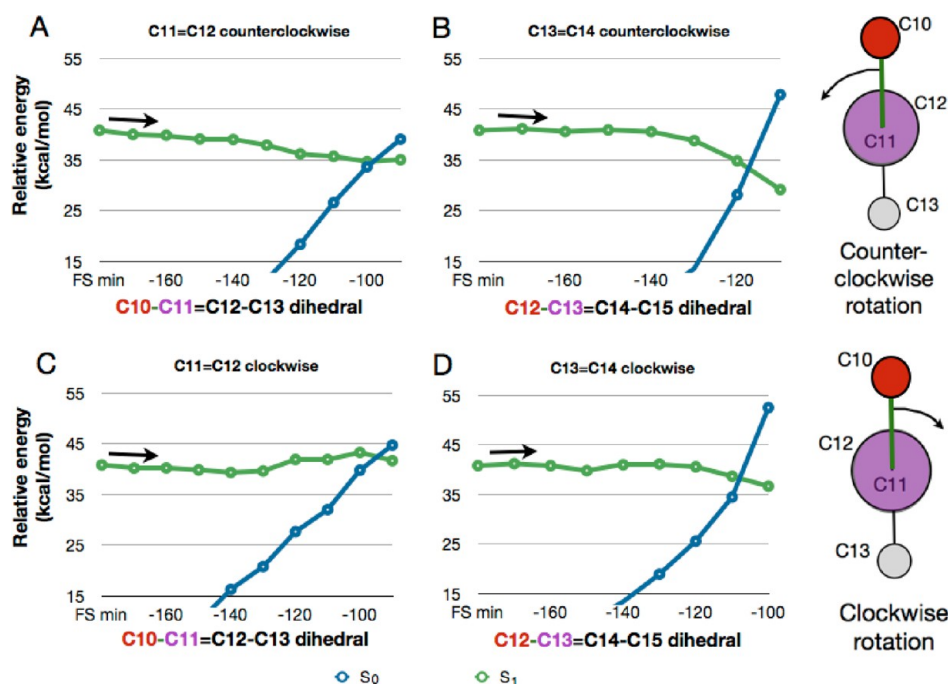 A
C11=C12 counterclockwise
Relative energy
(kcal/mol)
55
45
35
25
15
FS min -160 -140 -120 -100
C10-C11=C12-C13 dihedral
B
C13=C14 counterclockwise
55
45
35
25
15
FS min -160 -140 -120
C12-C13=C14-C15 dihedral
C10
C12
C11
C13
Counter-
clockwise
rotation
C
C11=C12 clockwise
Relative energy
(kcal/mol)
55
45
35
25
15
FS min -160 -140 -120 -100
C10-C11=C12-C13 dihedral
D
C13=C14 clockwise
55
45
35
25
15
FS min -160 -140 -120 -100
C12-C13=C14-C15 dihedral
C10
C12
C11
C13
Clockwise
rotation
S0 S1